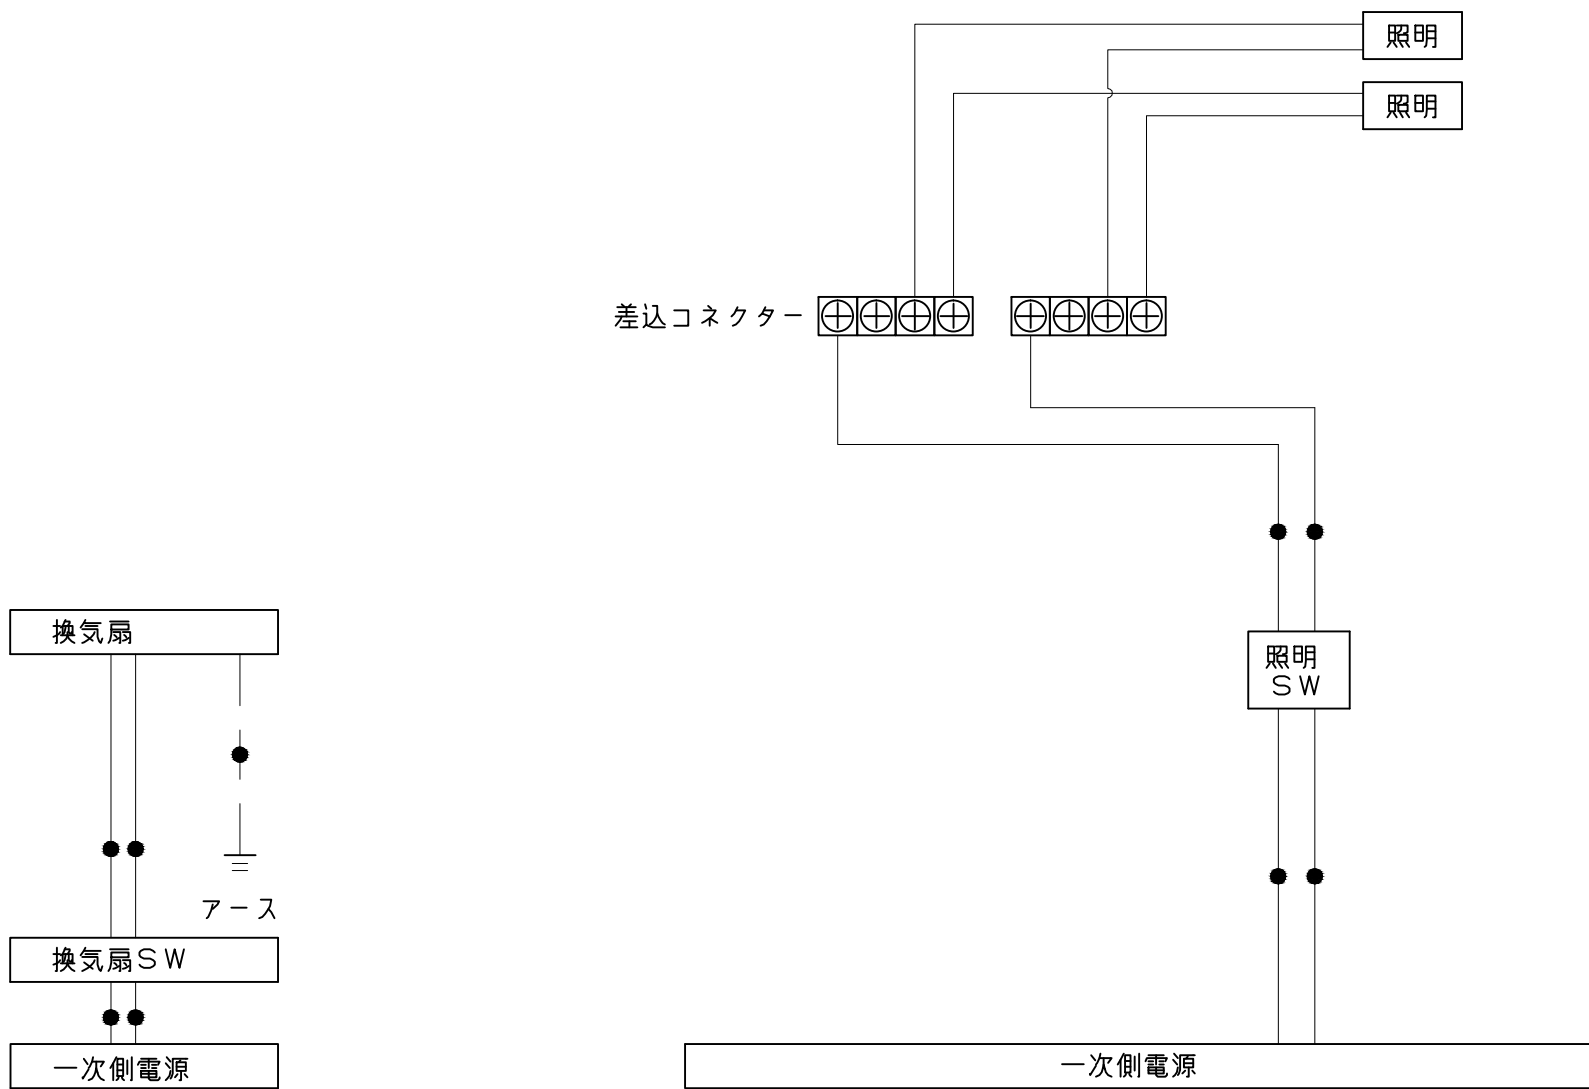 照明
照明
差込コネクター
換気扇
照明
SW
アース
換気扇SW
一次側電源
一次側電源